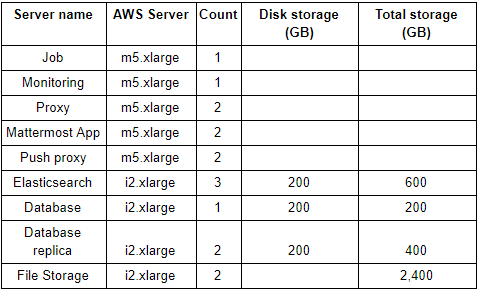 Server name AWS Server Count Disk storage (GB) Total storage (GB)
Job m5.xlarge 1
Monitoring m5.xlarge 1
Proxy m5.xlarge 2
Mattermost App m5.xlarge 2
Push proxy m5.xlarge 2
Elasticsearch i2.xlarge 3 200 600
Database i2.xlarge 1 200 200
Database replica i2.xlarge 2 200 400
File Storage i2.xlarge 2 2,400